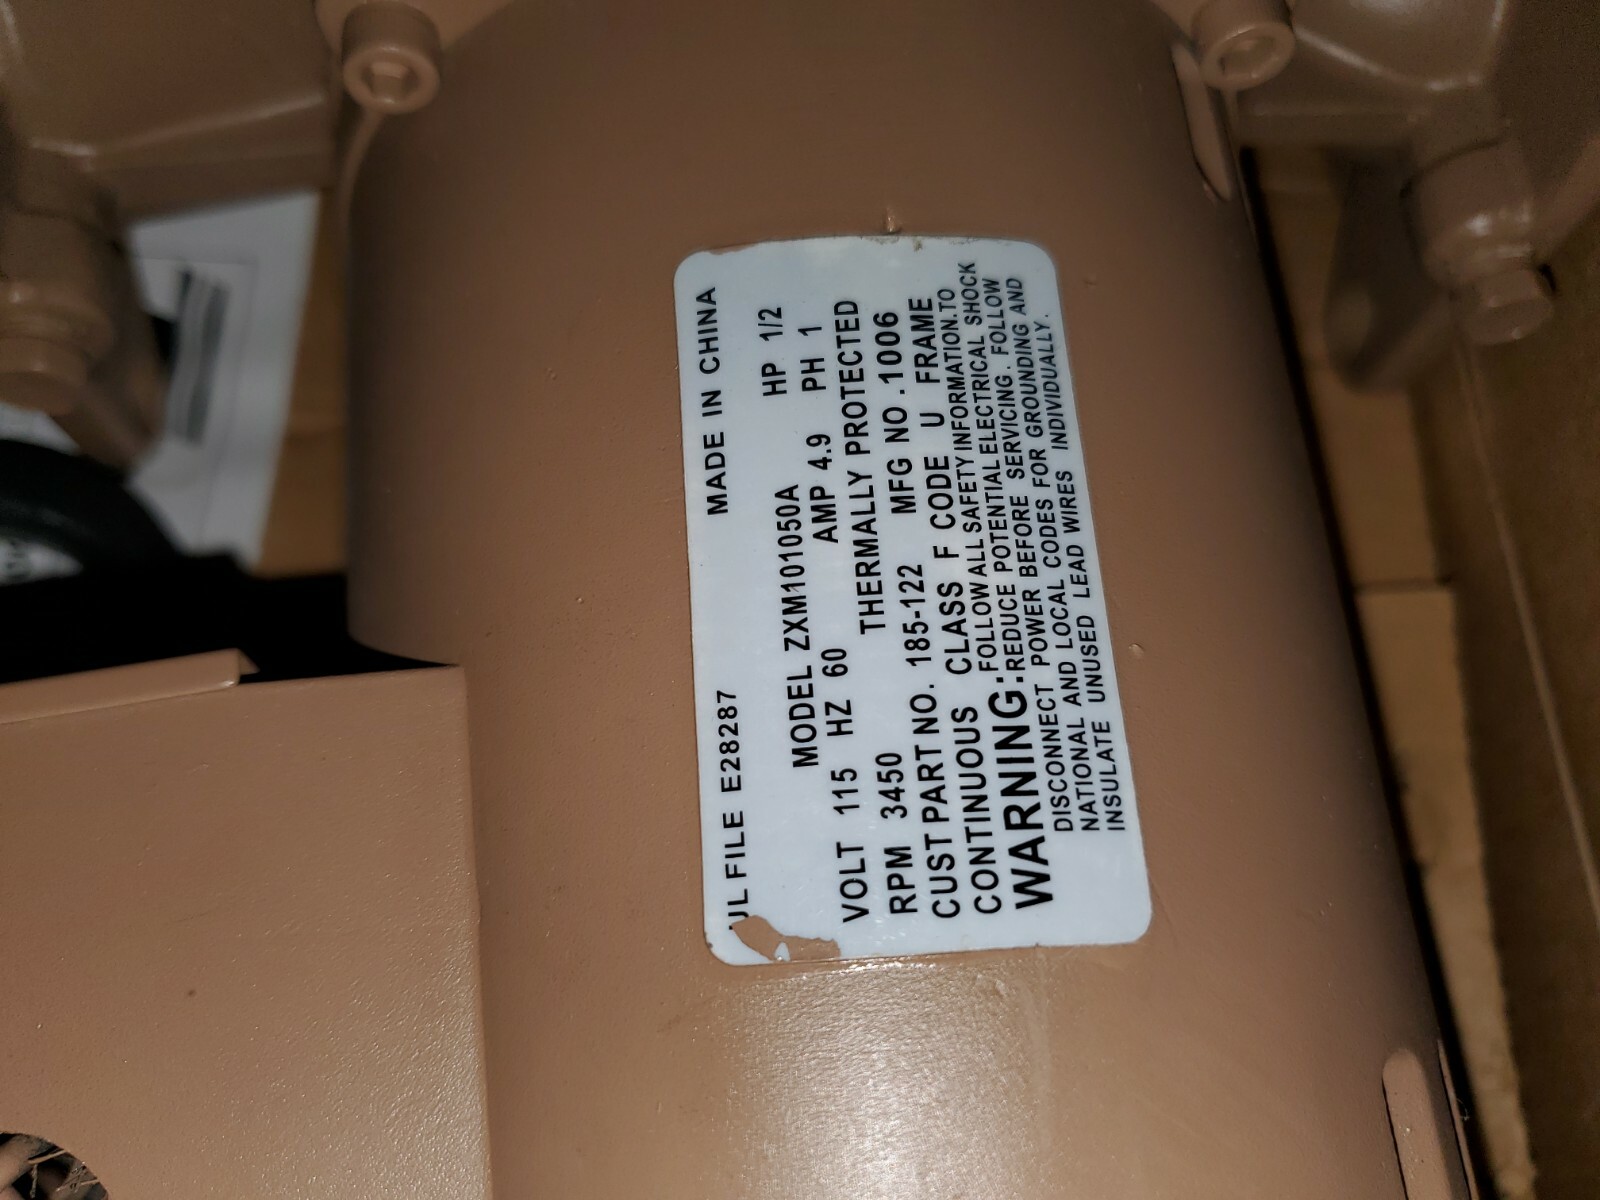 UL FILE E28287 MADE IN CHINA
MODEL ZXM101050A HP 1/2
VOLT 115 HZ 60 AMP 4.9 PH 1
RPM 3450 THERMALLY PROTECTED
CUST PART NO. 185-122 MFG NO .1006
CONTINUOUS CLASS F CODE U FRAME
WARNING:FOLLOW ALL SAFETY INFORMATION.TO
REDUCE POTENTIAL ELECTRICAL SHOCK
DISCONNECT POWER BEFORE SERVICING. FOLLOW
NATIONAL AND LOCAL CODES FOR GROUNDING AND
INSULATE UNUSED LEAD WIRES INDIVIDUALLY.